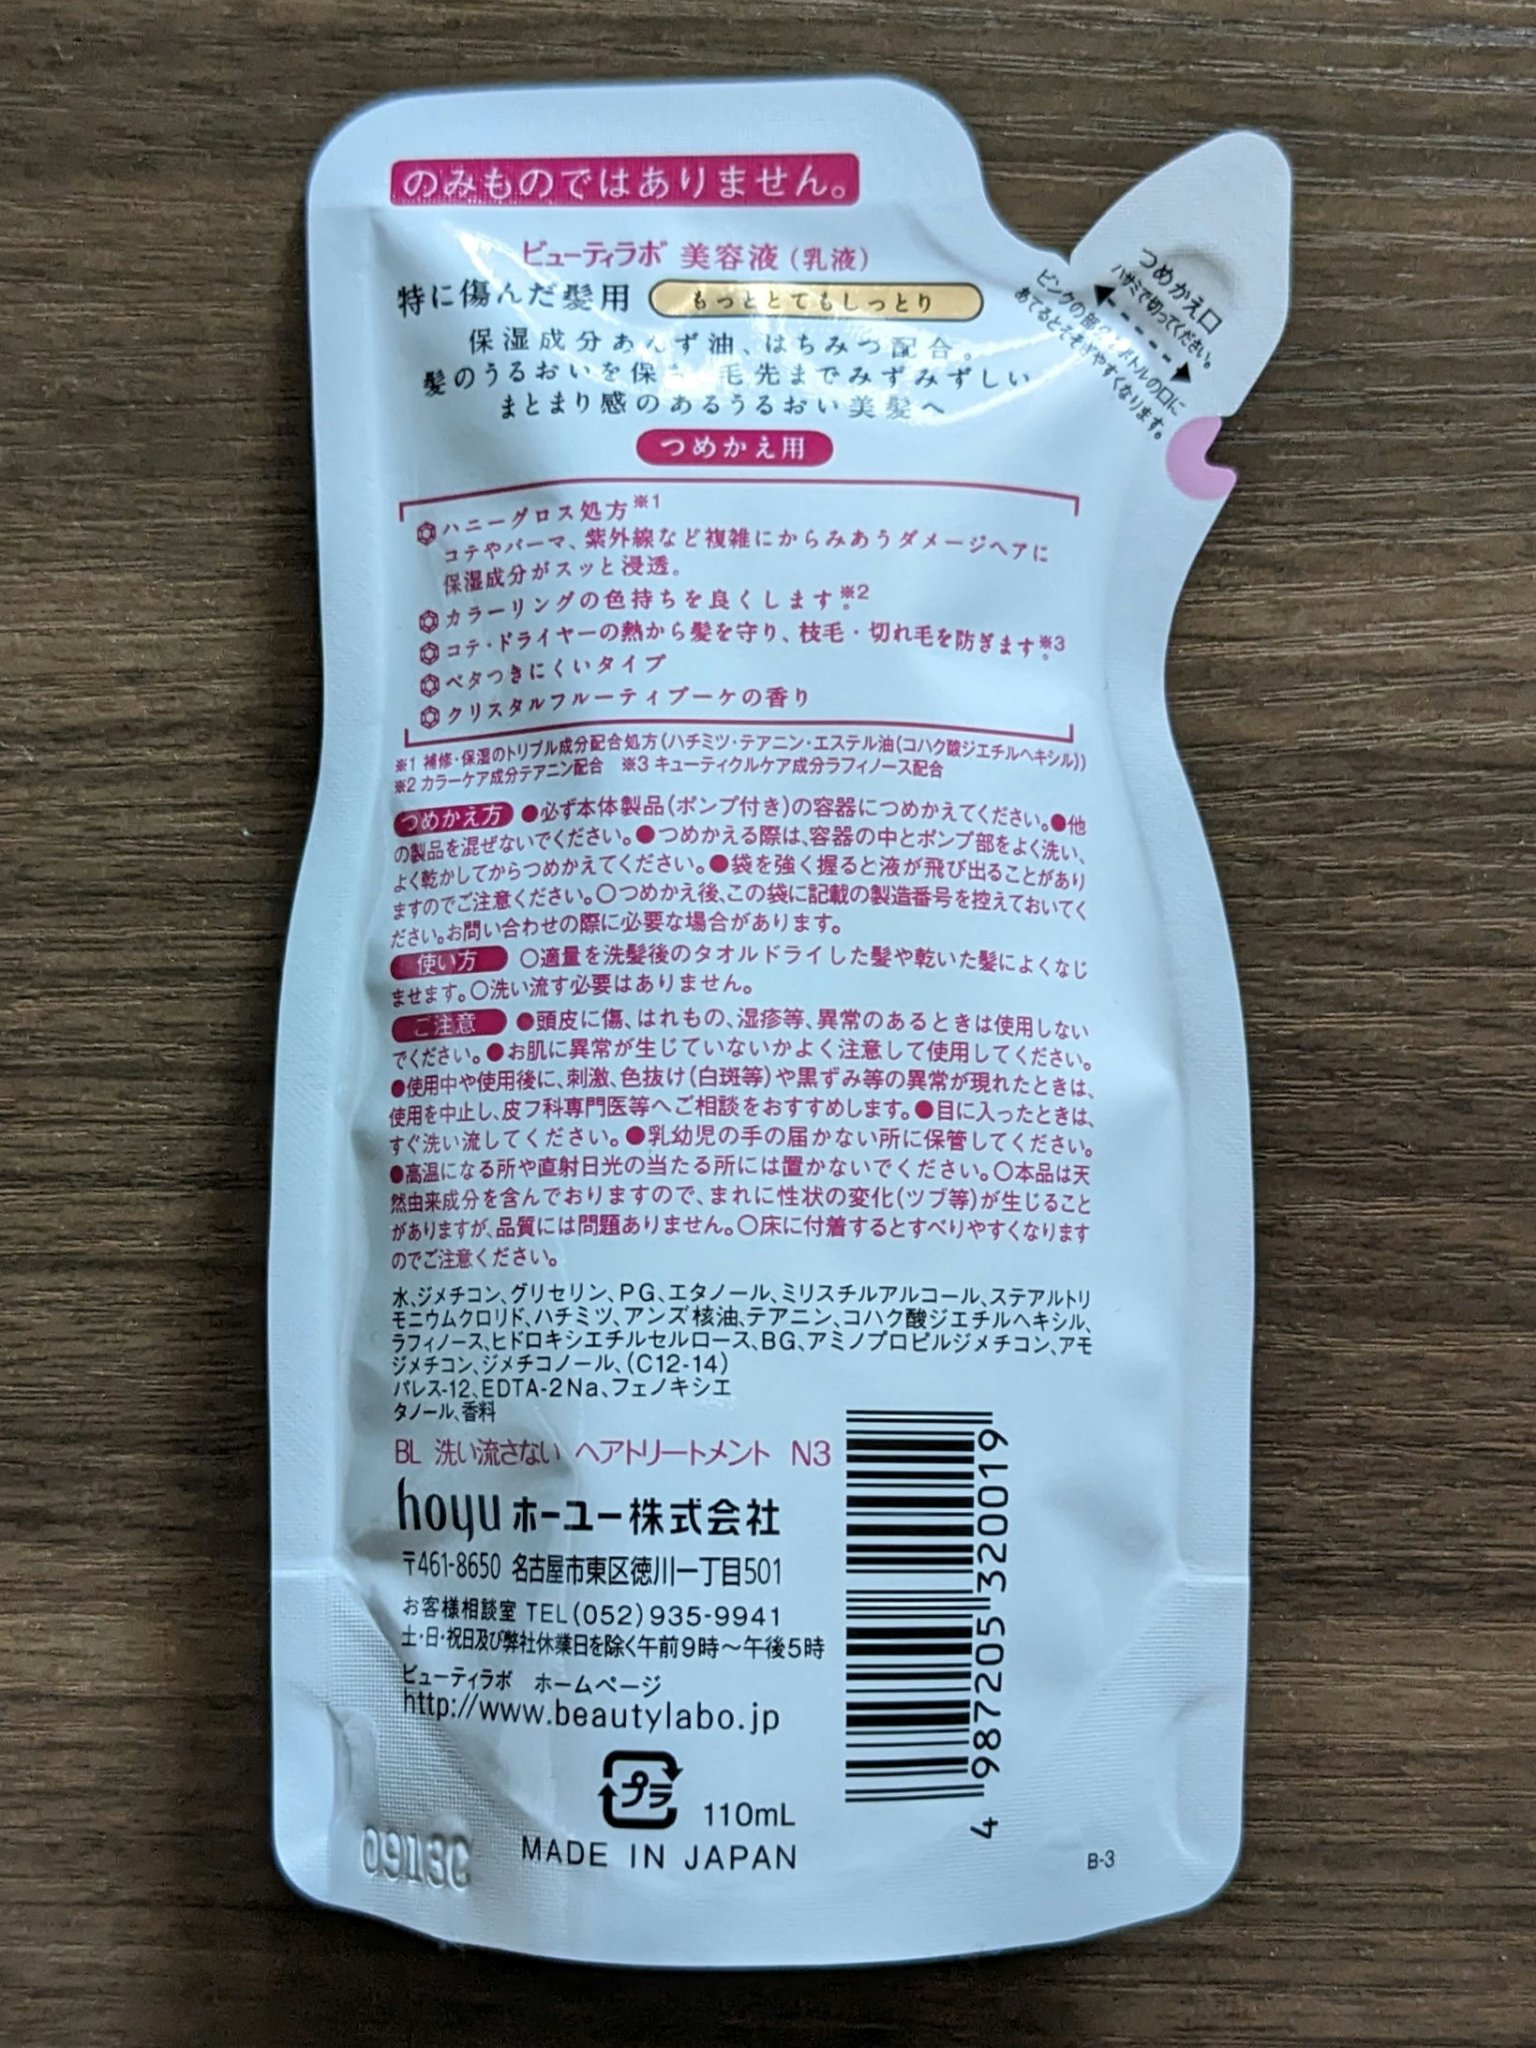 のみものではありません。
ビューティラボ 美容液(乳液)
特に傷んだ髪用 もっととてもしっとり
保湿成分あんず油、はちみつ配合。
髪のうるおいを保ち、毛先までみずみずしい
まとまり感のあるうるおい美髪へ
つめかえ用
つめかえ口
ハサミで切ってください。
ピンクの部分をボトルの口に
あてるとそそぎやすくなります。
ハニーグロス処方※1
コテやパーマ、紫外線など複雑にからみあうダメージヘアに
保湿成分がスッと浸透。
カラーリングの色持ちを良くします※2。
コテ・ドライヤーの熱から髪を守り、枝毛・切れ毛を防ぎます※3。
ベタつきにくいタイプ
クリスタルフルーティブーケの香り
※1 補修・保湿のトリプル成分配合処方(ハチミツ・テアニン・エステル油(コハク酸ジエチルヘキシル))
※2 カラーケア成分テアニン配合 ※3 キューティクルケア成分ラフィノース配合
つめかえ方 ●必ず本体製品(ポンプ付き)の容器につめかえてください。●他
の製品を混ぜないでください。●つめかえる際は、容器の中とポンプ部をよく洗い、
よく乾かしてからつめかえてください。●袋を強く握ると液が飛び出ることがあり
ますのでご注意ください。○つめかえ後、この袋に記載の製造番号を控えておいてく
ださい。お問い合わせの際に必要な場合があります。
使い方 ○適量を洗髪後のタオルドライした髪や乾いた髪によくなじ
ませます。○洗い流す必要はありません。
ご注意 ●頭皮に傷、はれもの、湿疹等、異常のあるときは使用しない
でください。●お肌に異常が生じていないかよく注意して使用してください。
●使用中や使用後に、刺激、色抜け(白斑等)や黒ずみ等の異常が現れたときは、
使用を中止し、皮フ科専門医等へご相談をおすすめします。●目に入ったときは、
すぐ洗い流してください。●乳幼児の手の届かない所に保管してください。
●高温になる所や直射日光の当たる所には置かないでください。○本品は天
然由来成分を含んでおりますので、まれに性状の変化(ツブ等)が生じること
がありますが、品質には問題ありません。○床に付着するとすべりやすくなります
のでご注意ください。
水、ジメチコン、グリセリン、PG、エタノール、ミリスチルアルコール、ステアルトリ
モニウムクロリド、ハチミツ、アンズ核油、テアニン、コハク酸ジエチルヘキシル、
ラフィノース、ヒドロキシエチルセルロース、BG、アミノプロピルジメチコン、アモ
ジメチコン、ジメチコノール、(C12-14)
パレス-12、EDTA-2Na、フェノキシエ
タノール、香料
BL 洗い流さない ヘアトリートメント N3
hoyu ホーユー株式会社
〒461-8650 名古屋市東区徳川一丁目501
お客様相談室 TEL(052)935-9941
土・日・祝日及び弊社休業日を除く午前9時～午後5時
ビューティラボ ホームページ
http://www.beautylabo.jp
プラ 110mL
MADE IN JAPAN
4 987205 320019
B-3